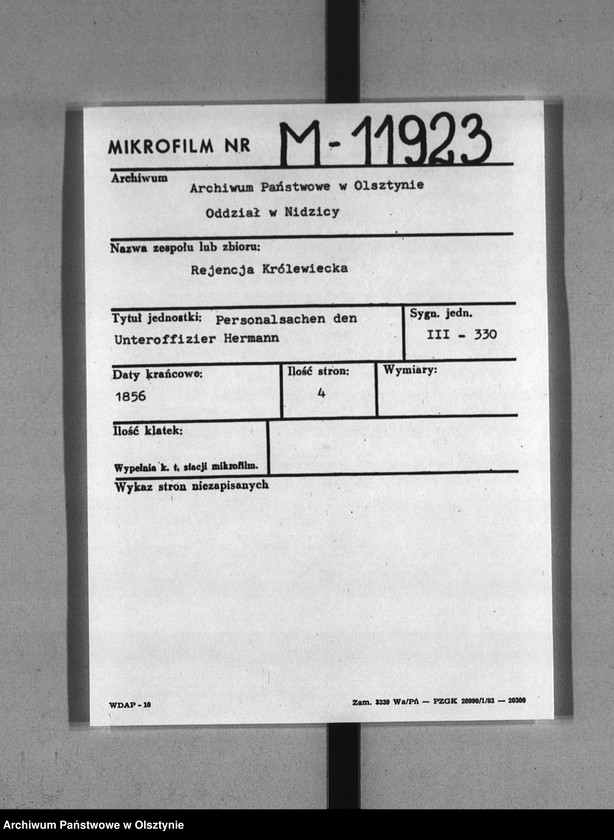 MIKROFILM NR M-11923
Archiwum
Archiwum Państwowe w Olsztynie
Oddział w Nidzicy
Nazwa zespołu lub zbioru:
Rejencja Królewiecka
Tytuł jednostki: Personalsachen den
Unteroffizier Hermann
Sygn. jedn.
III - 330
Daty krańcowe:
1856
Ilość stron:
4
Wymiary:
Ilość klatek:
Wypełnia k. t. stacji mikrofilm.
Wykaz stron niezapisanych
WDAP - 10
Zam. 3339 Wa/Pń — PZGK 20990/I/83 — 20300
Archiwum Państwowe w Olsztynie